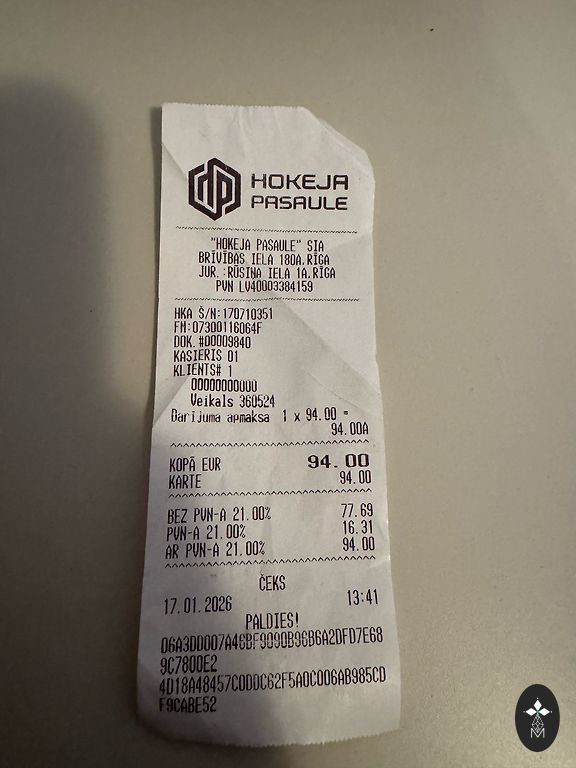 HOKEJA
PASAULE
"HOKEJA PASAULE" SIA
BRĪVĪBAS IELA 180A,RĪGA
JUR.:RŪSIŅA IELA 1A,RĪGA
PVN LV40003384159
HKA Š/N:170710351
FM:07300116064F
DOK. #00009840
KASIERIS 01
KLIENTS# 1
00000000000
Veikals 360524
Darījuma apmaksa 1 x 94.00 =
94.00A
KOPĀ EUR 94.00
KARTE 94.00
BEZ PVN-A 21.00% 77.69
PVN-A 21.00% 16.31
AR PVN-A 21.00% 94.00
ČEKS
17.01.2026 13:41
PALDIES!
06A3DD007A46BF9090B96B6A2DFD7E68
9C7800E2
4D18A48457C0DDC62F5A0C006AB985CD
F9CABE52
M